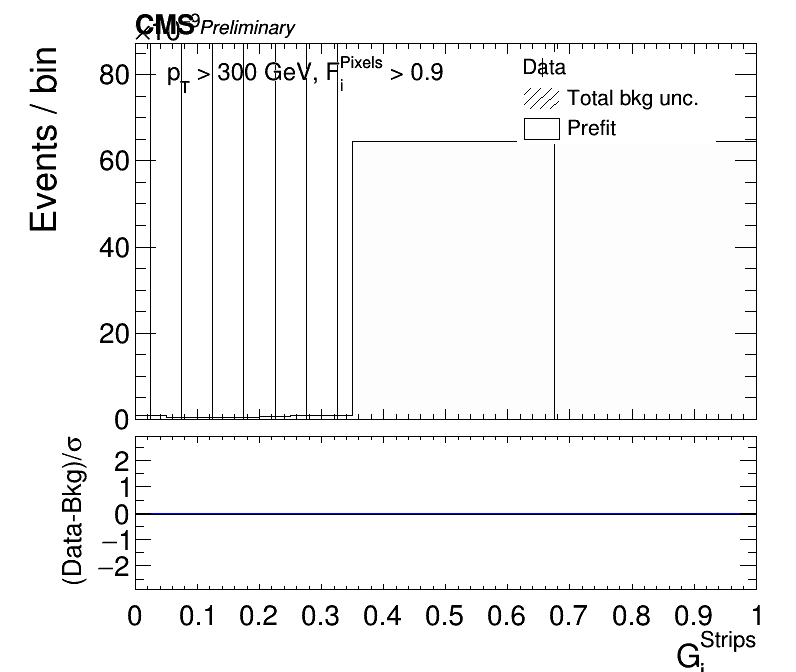 CMS Preliminary
×10⁹
Events / bin
80
60
40
20
0
p_T > 300 GeV, F_i^Pixels > 0.9
Data
Total bkg unc.
Prefit
(Data-Bkg)/σ
2
1
0
−1
−2
0 0.1 0.2 0.3 0.4 0.5 0.6 0.7 0.8 0.9 1
G_i^Strips